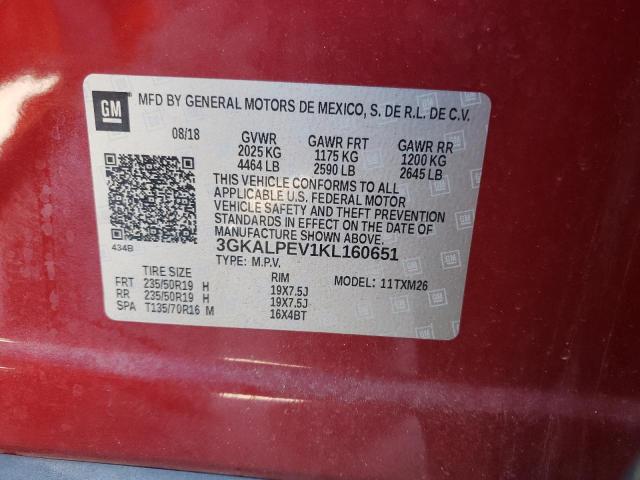 GM
MFD BY GENERAL MOTORS DE MEXICO, S. DE R.L. DE C.V.
08/18 GVWR GAWR FRT GAWR RR
2025 KG 1175 KG 1200 KG
4464 LB 2590 LB 2645 LB
THIS VEHICLE CONFORMS TO ALL
APPLICABLE U.S. FEDERAL MOTOR
VEHICLE SAFETY AND THEFT PREVENTION
STANDARDS IN EFFECT ON THE DATE OF
MANUFACTURE SHOWN ABOVE.
434B 3GKALPEV1KL160651
TYPE: M.P.V.
TIRE SIZE RIM MODEL: 11TXM26
FRT 235/50R19 H 19X7.5J
RR 235/50R19 H 19X7.5J
SPA T135/70R16 M 16X4BT